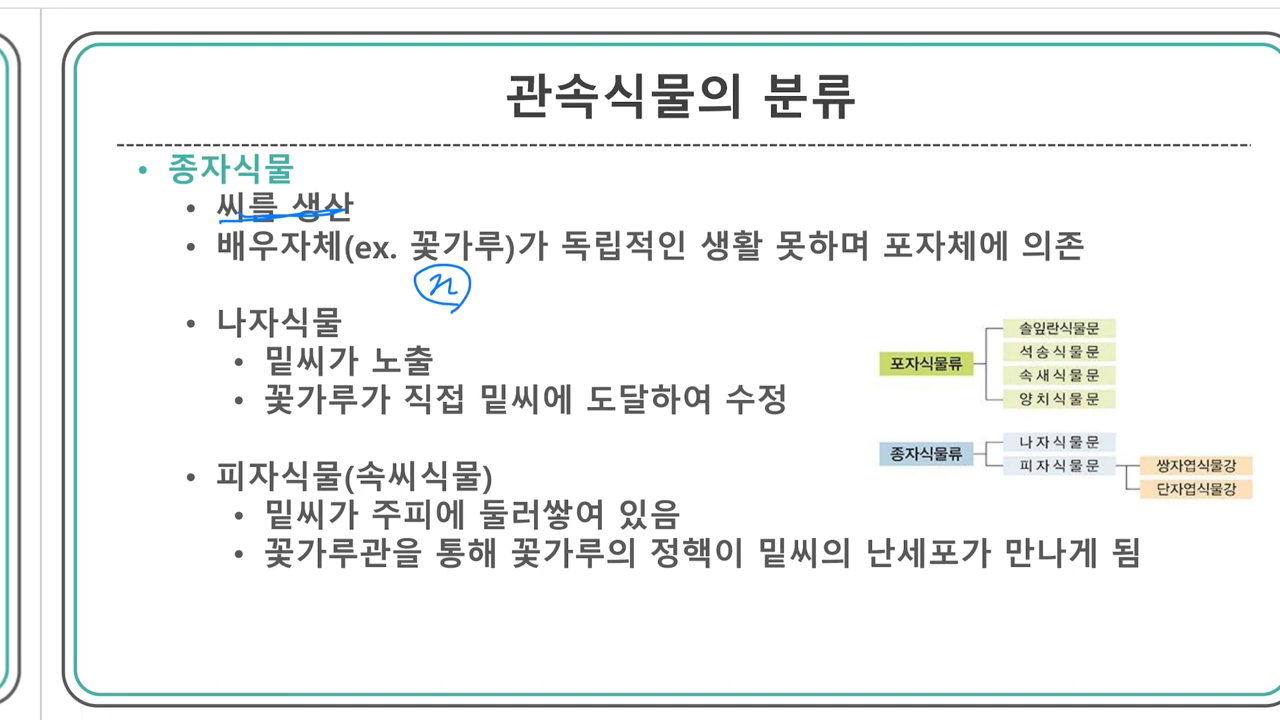 관속식물의 분류
• 종자식물
• 씨를 생산
• 배우자체(ex. 꽃가루)가 독립적인 생활 못하며 포자체에 의존
n
• 나자식물
• 밑씨가 노출
• 꽃가루가 직접 밑씨에 도달하여 수정
• 피자식물(속씨식물)
• 밑씨가 주피에 둘러쌓여 있음
• 꽃가루관을 통해 꽃가루의 정핵이 밑씨의 난세포가 만나게 됨
포자식물류
솔잎란식물문
석송식물문
속새식물문
양치식물문
종자식물류
나자식물문
피자식물문
쌍자엽식물강
단자엽식물강